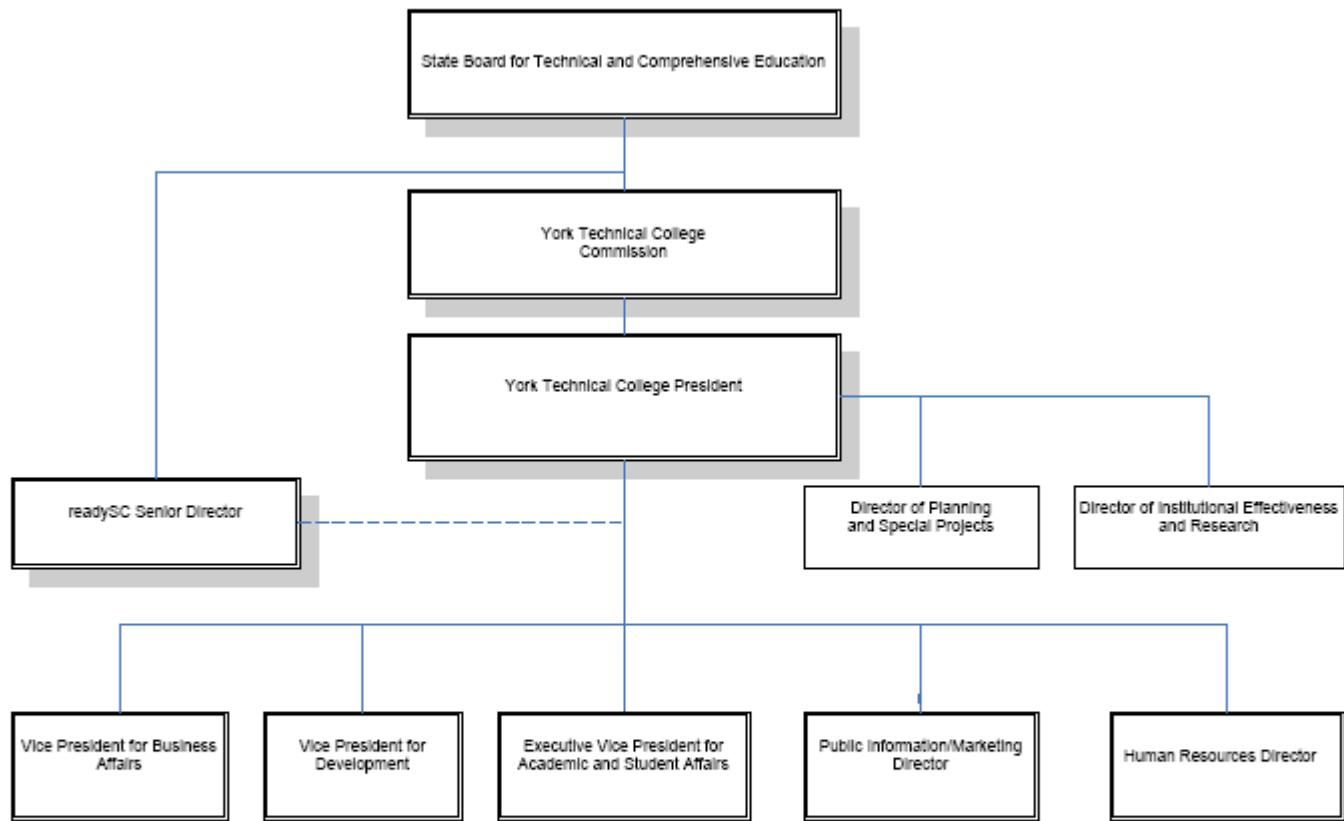 State Board for Technical and Comprehensive Education
York Technical College
Commission
York Technical College President
readySC Senior Director
Director of Planning
and Special Projects
Director of Institutional Effectiveness
and Research
Vice President for Business
Affairs
Vice President for
Development
Executive Vice President for
Academic and Student Affairs
Public Information/Marketing
Director
Human Resources Director